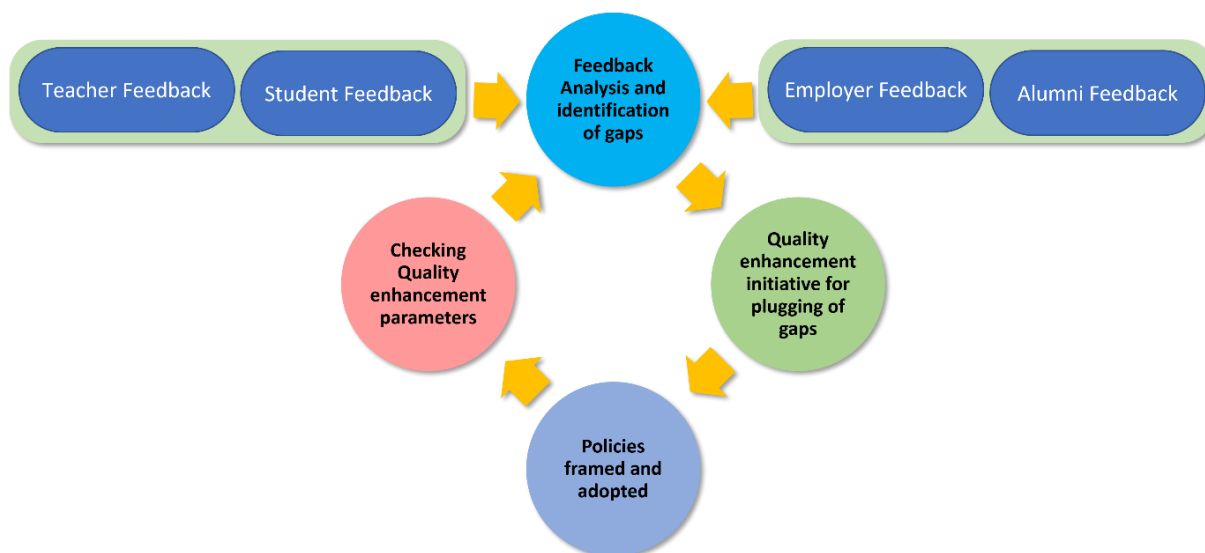 Teacher Feedback
Student Feedback
Feedback
Analysis and
identification
of gaps
Employer Feedback
Alumni Feedback
Checking
Quality
enhancement
parameters
Quality
enhancement
initiative for
plugging of
gaps
Policies
framed and
adopted